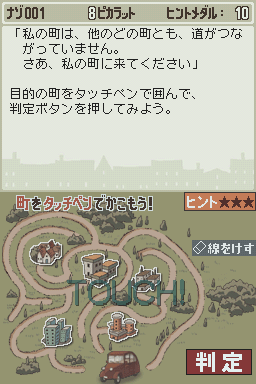 ナゾ001 8ピカラット ヒントメダル: 10
「私の町は、他のどの町とも、道がつな
がっていません。
さあ、私の町に来てください」
目的の町をタッチペンで囲んで、
判定ボタンを押してみよう。
町をタッチペンでかこもう!
ヒント★★★
線をけす
TOUCH!
判定